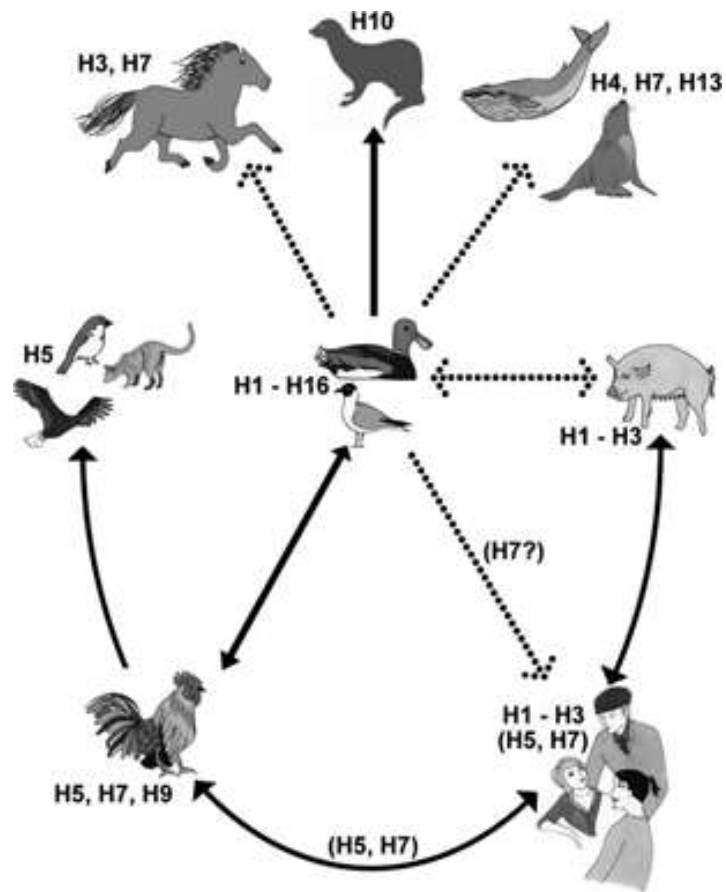 H10
H3, H7
H4, H7, H13
H5
H1 - H16
H1 - H3
(H7?)
H1 - H3
(H5, H7)
H5, H7, H9
(H5, H7)